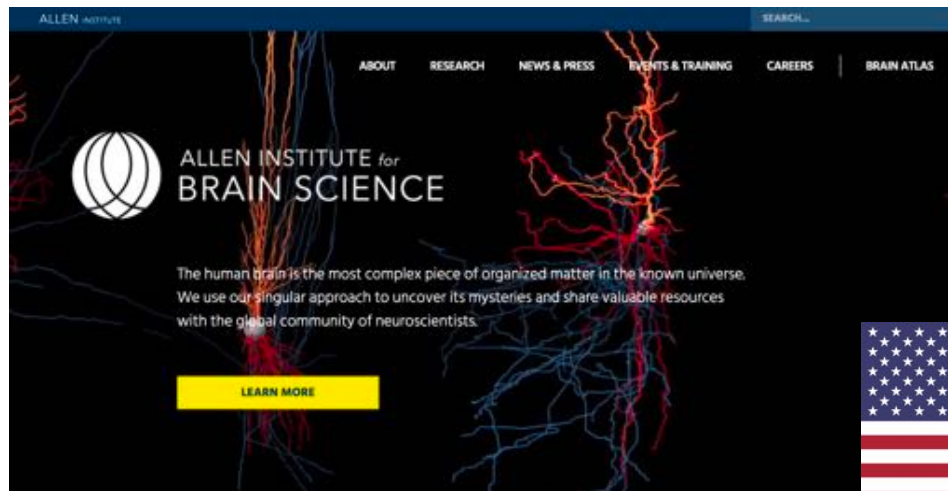 ALLEN INSTITUTE
SEARCH...
ABOUT RESEARCH NEWS & PRESS EVENTS & TRAINING CAREERS BRAIN ATLAS
ALLEN INSTITUTE for
BRAIN SCIENCE
The human brain is the most complex piece of organized matter in the known universe.
We use our singular approach to uncover its mysteries and share valuable resources
with the global community of neuroscientists.
LEARN MORE